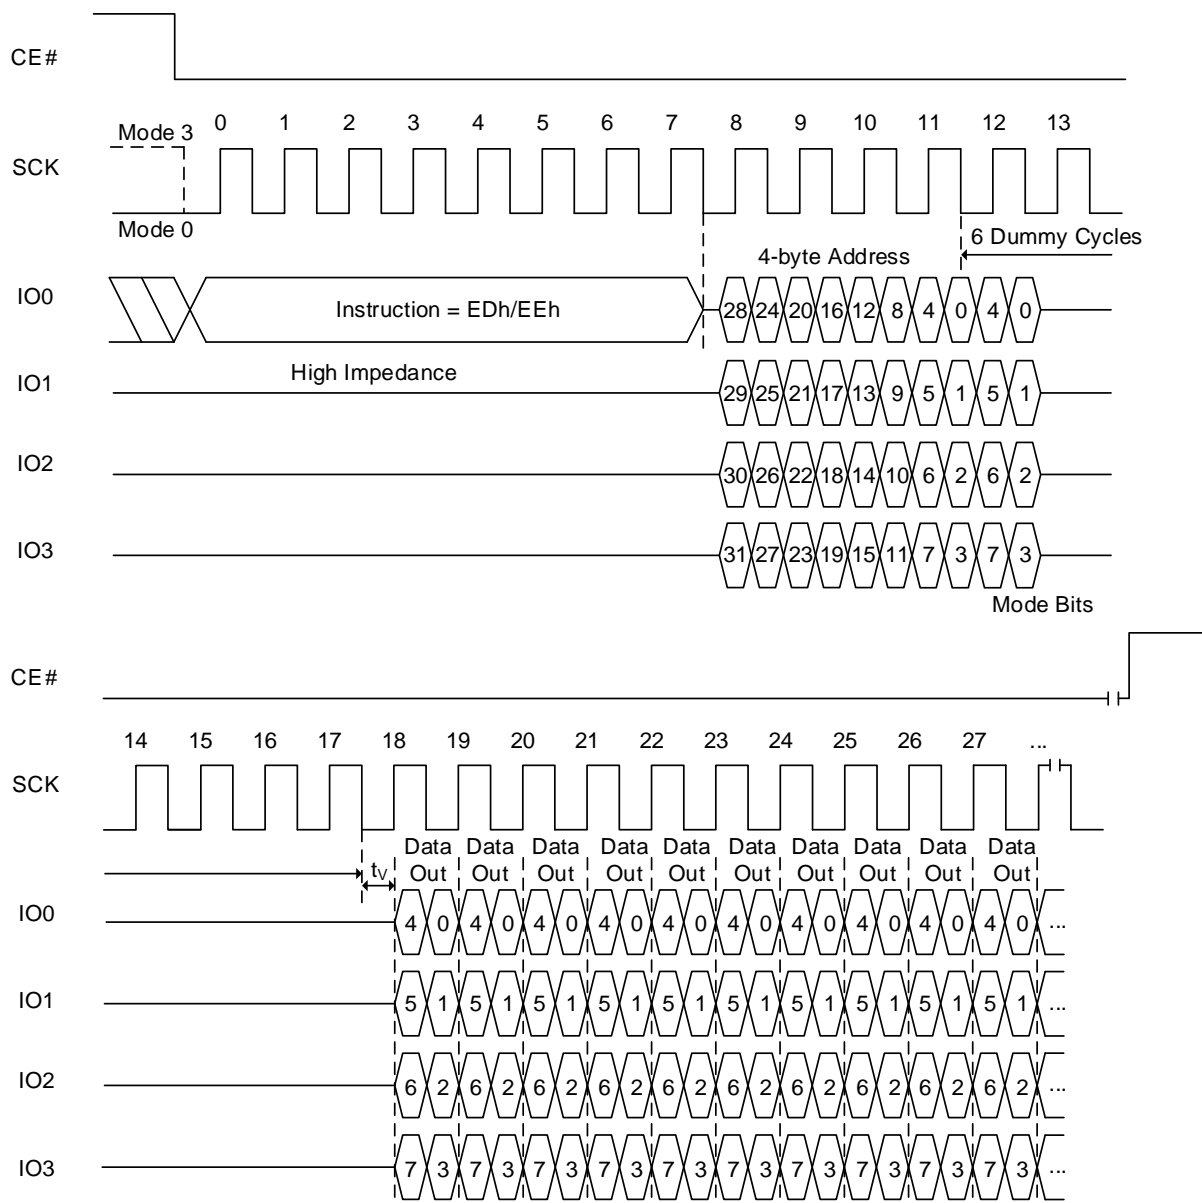 CE#
Mode 3 0 1 2 3 4 5 6 7 8 9 10 11 12 13
SCK
Mode 0
6 Dummy Cycles
4-byte Address
IO0 Instruction = EDh/EEh 28 24 20 16 12 8 4 0 4 0
High Impedance
IO1 29 25 21 17 13 9 5 1 5 1
IO2 30 26 22 18 14 10 6 2 6 2
IO3 31 27 23 19 15 11 7 3 7 3
Mode Bits
CE#
14 15 16 17 18 19 20 21 22 23 24 25 26 27 ...
SCK
Data Data Data Data Data Data Data Data Data Data
tV Out Out Out Out Out Out Out Out Out Out
IO0 4 0 4 0 4 0 4 0 4 0 4 0 4 0 4 0 4 0 4 0 ...
IO1 5 1 5 1 5 1 5 1 5 1 5 1 5 1 5 1 5 1 5 1 ...
IO2 6 2 6 2 6 2 6 2 6 2 6 2 6 2 6 2 6 2 6 2 ...
IO3 7 3 7 3 7 3 7 3 7 3 7 3 7 3 7 3 7 3 7 3 ...